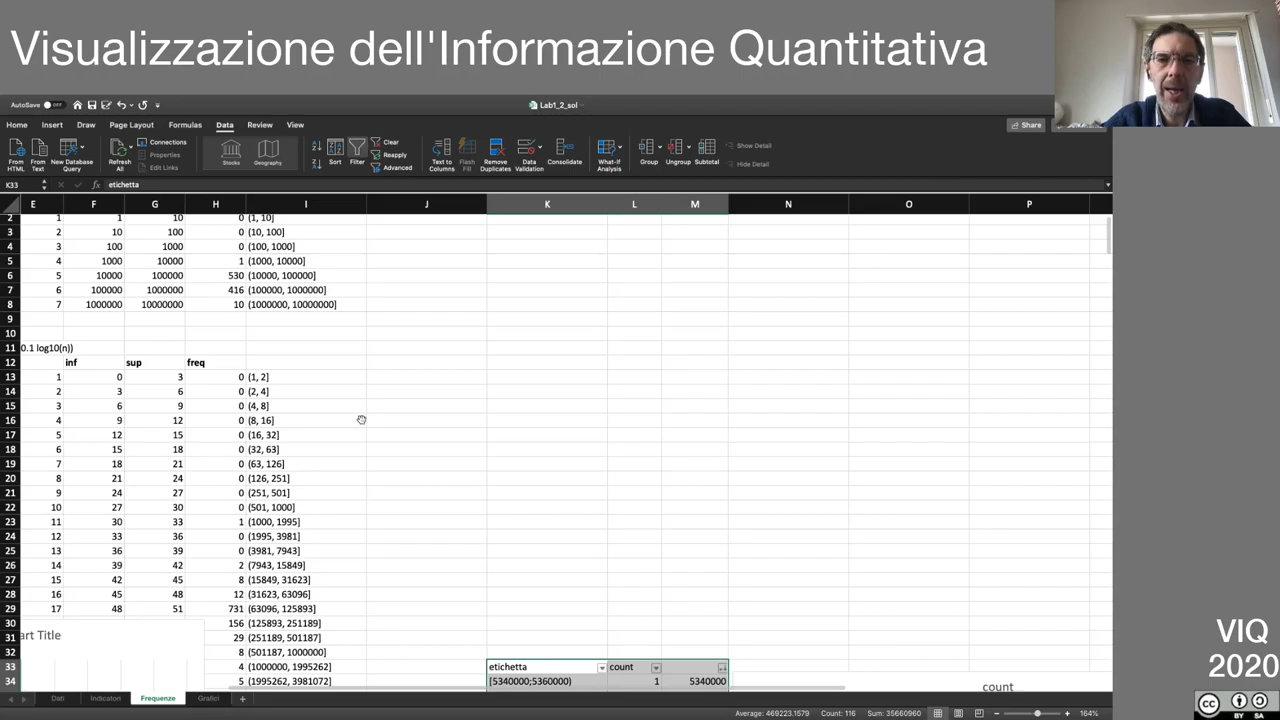 Visualizzazione dell'Informazione Quantitativa
AutoSave OFF Lab1_2_sol
Home Insert Draw Page Layout Formulas Data Review View Share
From HTML From Text New Database Query Refresh All Connections Properties Edit Links Stocks Geography Sort Filter Clear Reapply Advanced Text to Columns Flash Fill Remove Duplicates Data Validation Consolidate What-If Analysis Group Ungroup Subtotal Show Detail Hide Detail
K33 fx etichetta
E F G H I J K L M N O P
2 1 1 10 0 (1, 10]
3 2 10 100 0 (10, 100]
4 3 100 1000 0 (100, 1000]
5 4 1000 10000 1 (1000, 10000]
6 5 10000 100000 530 (10000, 100000]
7 6 100000 1000000 416 (100000, 1000000]
8 7 1000000 10000000 10 (1000000, 10000000]
9
10
11 0.1 log10(n))
12 inf sup freq
13 1 0 3 0 (1, 2]
14 2 3 6 0 (2, 4]
15 3 6 9 0 (4, 8]
16 4 9 12 0 (8, 16]
17 5 12 15 0 (16, 32]
18 6 15 18 0 (32, 63]
19 7 18 21 0 (63, 126]
20 8 21 24 0 (126, 251]
21 9 24 27 0 (251, 501]
22 10 27 30 0 (501, 1000]
23 11 30 33 1 (1000, 1995]
24 12 33 36 0 (1995, 3981]
25 13 36 39 0 (3981, 7943]
26 14 39 42 2 (7943, 15849]
27 15 42 45 8 (15849, 31623]
28 16 45 48 12 (31623, 63096]
29 17 48 51 731 (63096, 125893]
30 156 (125893, 251189]
31 art Title 29 (251189, 501187]
32 8 (501187, 1000000]
33 4 (1000000, 1995262] etichetta count
34 5 (1995262, 3981072] [5340000;5360000) 1 5340000
count
Dati Indicatori Frequenze Grafici +
Average: 469223.1579 Count: 116 Sum: 35660960 164%
VIQ
2020
cc BY SA